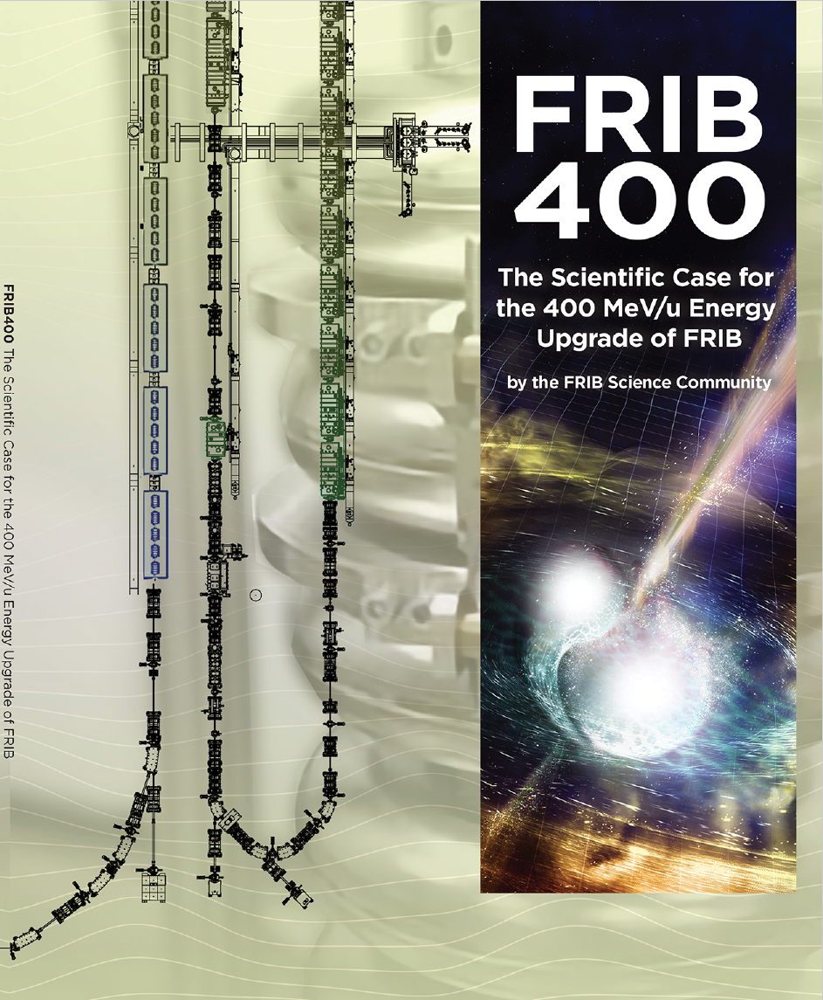 FRIB
400
The Scientific Case for
the 400 MeV/u Energy
Upgrade of FRIB
by the FRIB Science Community
FRIB400 The Scientific Case for the 400 MeV/u Energy Upgrade of FRIB